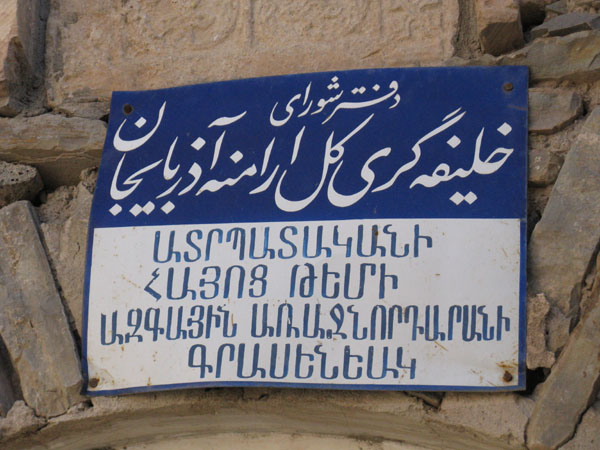 دفتر شورای
خلیفه گری کل ارامنه آذربایجان
ԱՏՐՊԱՏԱԿԱՆԻ
ՀԱՅՈՑ ԹԵՄԻ
ԱԶԳԱՅԻՆ ԱՌԱՋՆՈՐԴԱՐԱՆԻ
ԳՐԱՍԵՆԵԱԿ